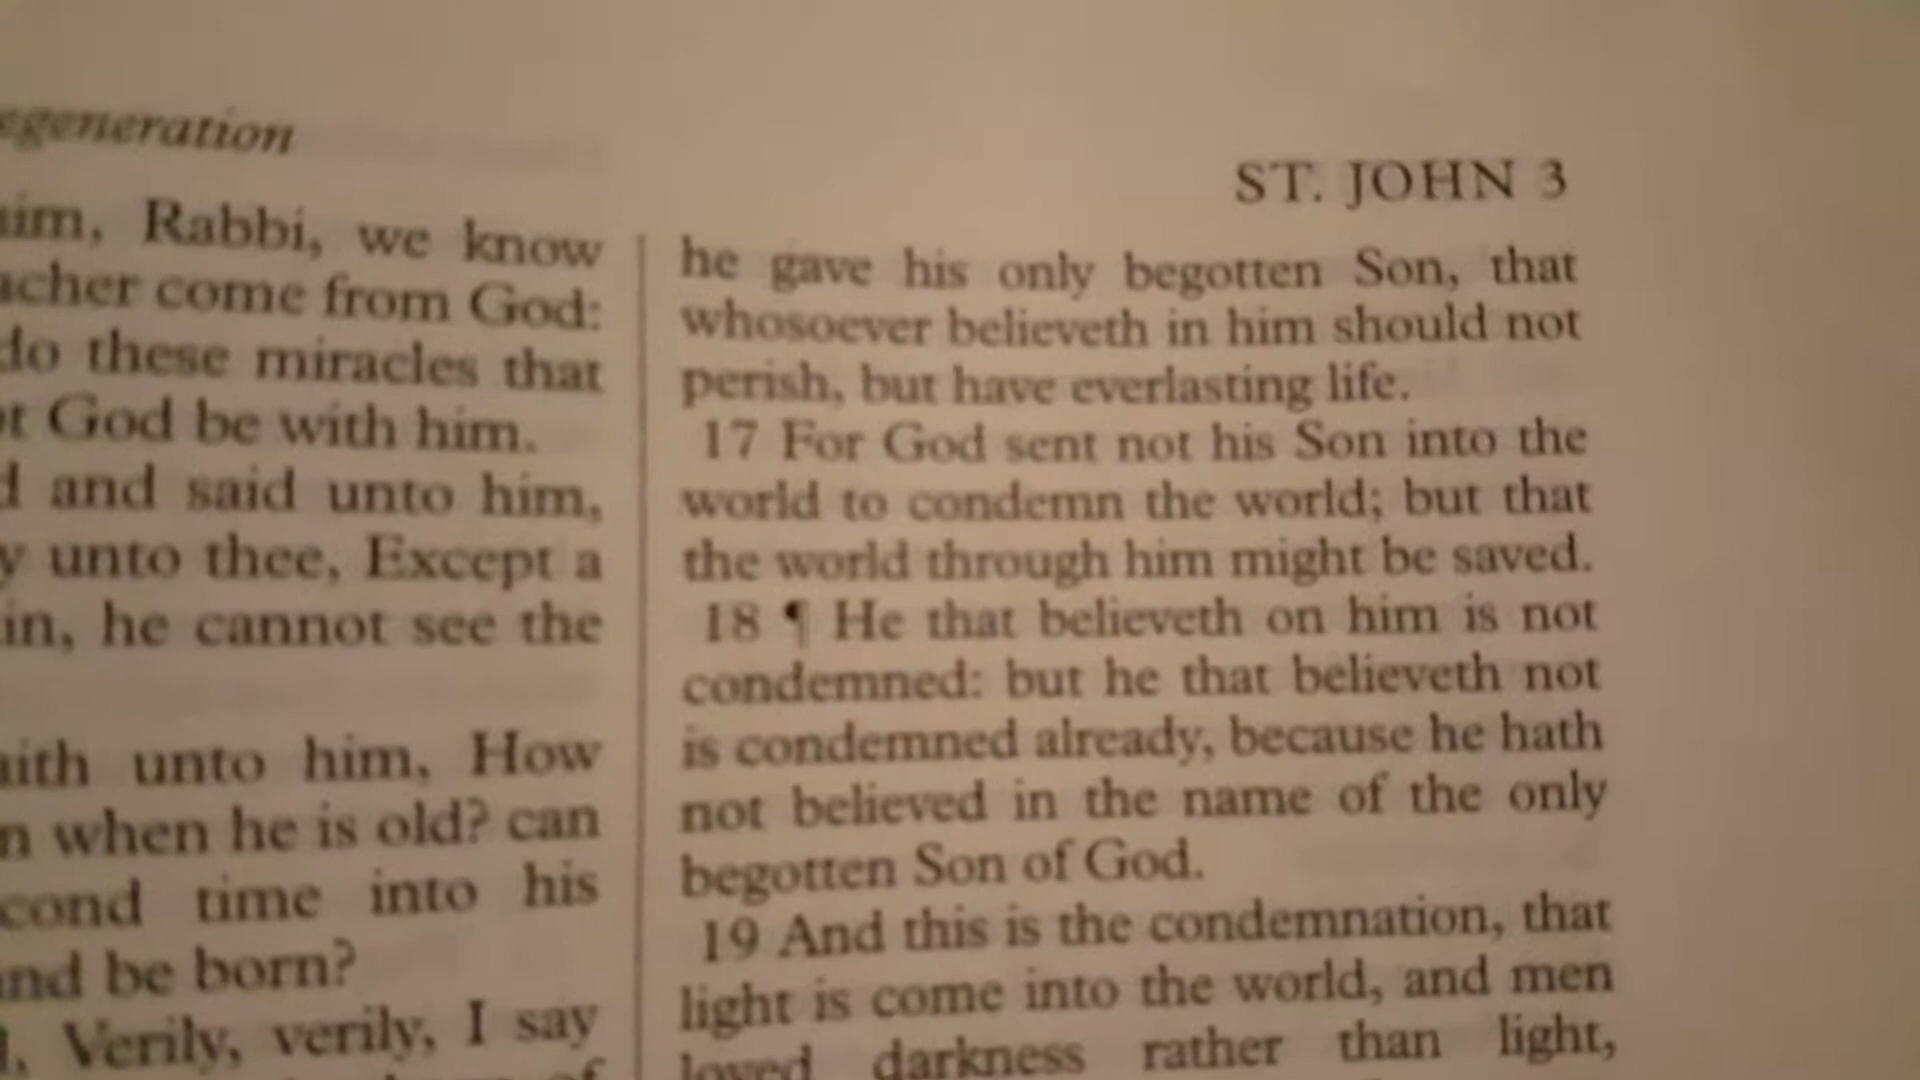 egeneration
ST. JOHN 3
him, Rabbi, we know
acher come from God:
do these miracles that
God be with him.
and said unto him,
unto thee, Except a
in, he cannot see the
aith unto him, How
n when he is old? can
cond time into his
and be born?
Verily, verily, I say
of
he gave his only begotten Son, that
whosoever believeth in him should not
perish, but have everlasting life.
17 For God sent not his Son into the
world to condemn the world; but that
the world through him might be saved.
18 ¶ He that believeth on him is not
condemned: but he that believeth not
is condemned already, because he hath
not believed in the name of the only
begotten Son of God.
19 And this is the condemnation, that
light is come into the world, and men
loved darkness rather than light,